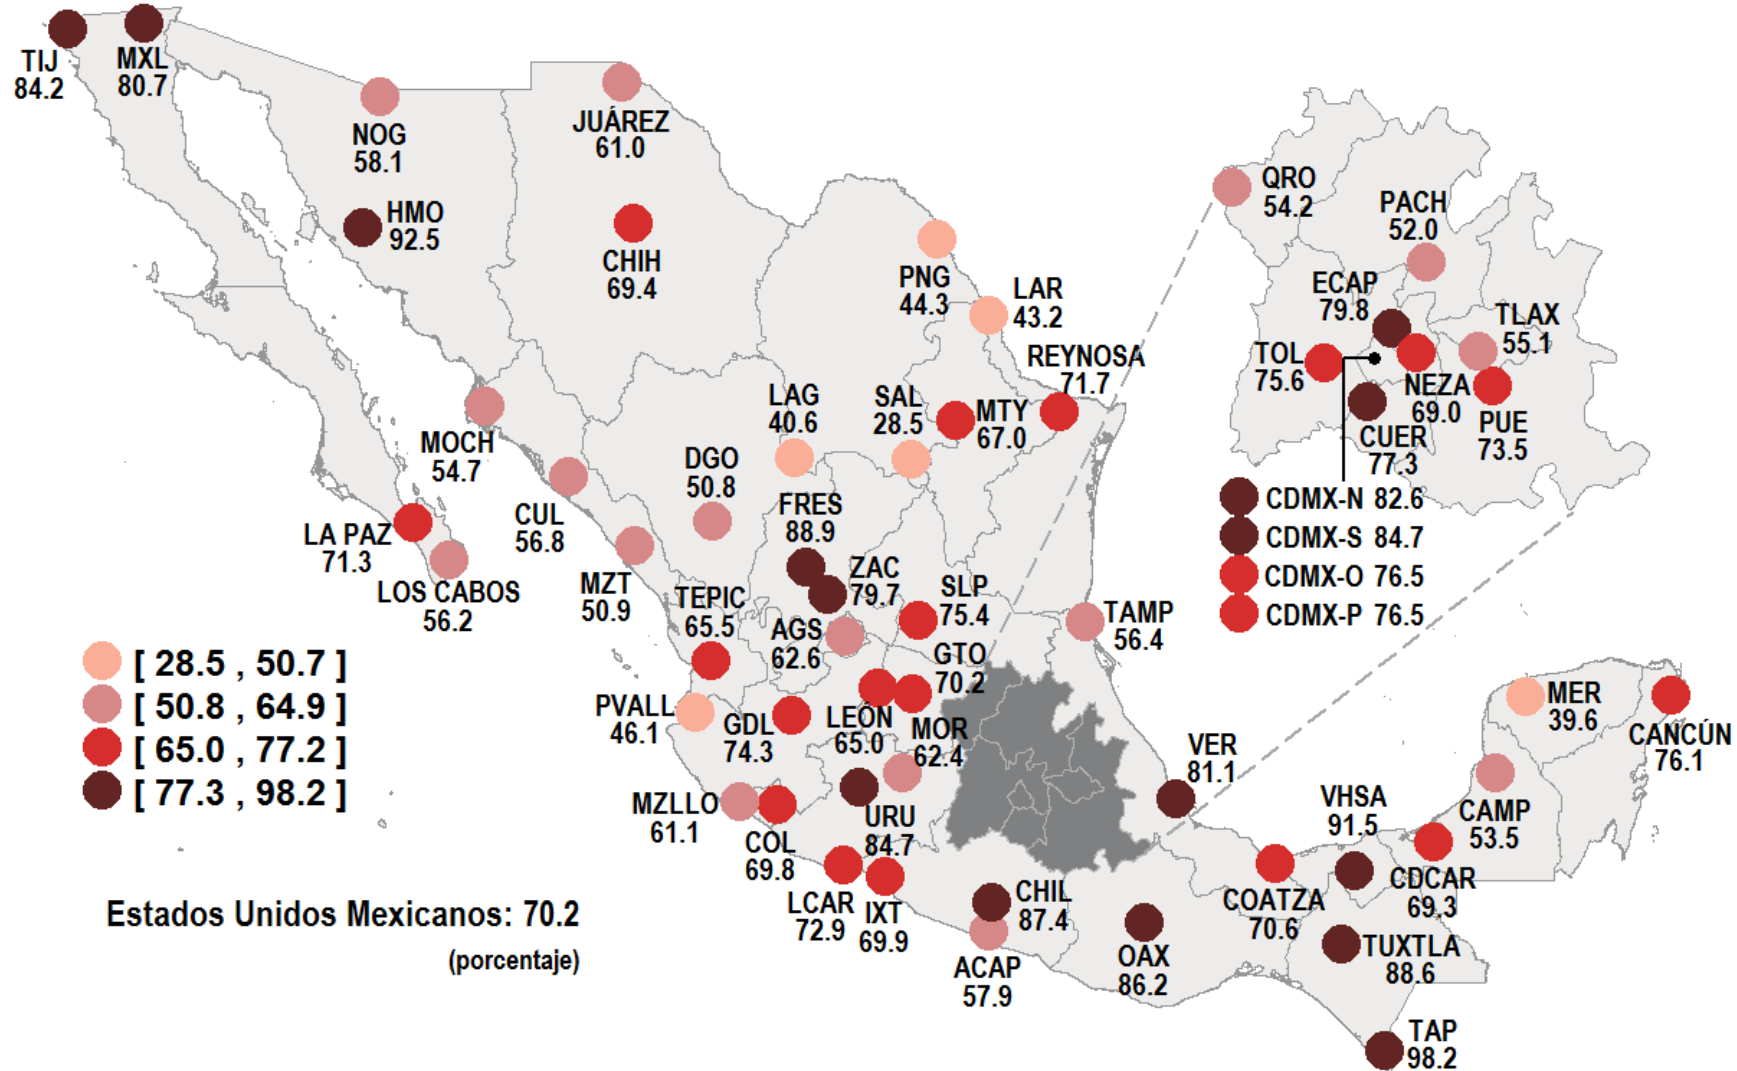 TIJ
84.2
MXL
80.7
NOG
58.1
HMO
92.5
JUÁREZ
61.0
CHIH
69.4
PNG
44.3
LAR
43.2
REYNOSA
71.7
LAG
40.6
SAL
28.5
MTY
67.0
MOCH
54.7
DGO
50.8
CUL
56.8
FRES
88.9
LA PAZ
71.3
LOS CABOS
56.2
MZT
50.9
ZAC
79.7
TEPIC
65.5
AGS
62.6
SLP
75.4
TAMP
56.4
GTO
70.2
PVALL
46.1
GDL
74.3
LEÓN
65.0
MOR
62.4
MZLLO
61.1
COL
69.8
URU
84.7
LCAR
72.9
IXT
69.9
CHIL
87.4
ACAP
57.9
OAX
86.2
VER
81.1
COATZA
70.6
VHSA
91.5
CDCAR
69.3
CAMP
53.5
MER
39.6
CANCÚN
76.1
TUXTLA
88.6
TAP
98.2
QRO
54.2
PACH
52.0
ECAP
79.8
TLAX
55.1
TOL
75.6
NEZA
69.0
PUE
73.5
CUER
77.3
CDMX-N 82.6
CDMX-S 84.7
CDMX-O 76.5
CDMX-P 76.5
[ 28.5 , 50.7 ]
[ 50.8 , 64.9 ]
[ 65.0 , 77.2 ]
[ 77.3 , 98.2 ]
Estados Unidos Mexicanos: 70.2
(porcentaje)